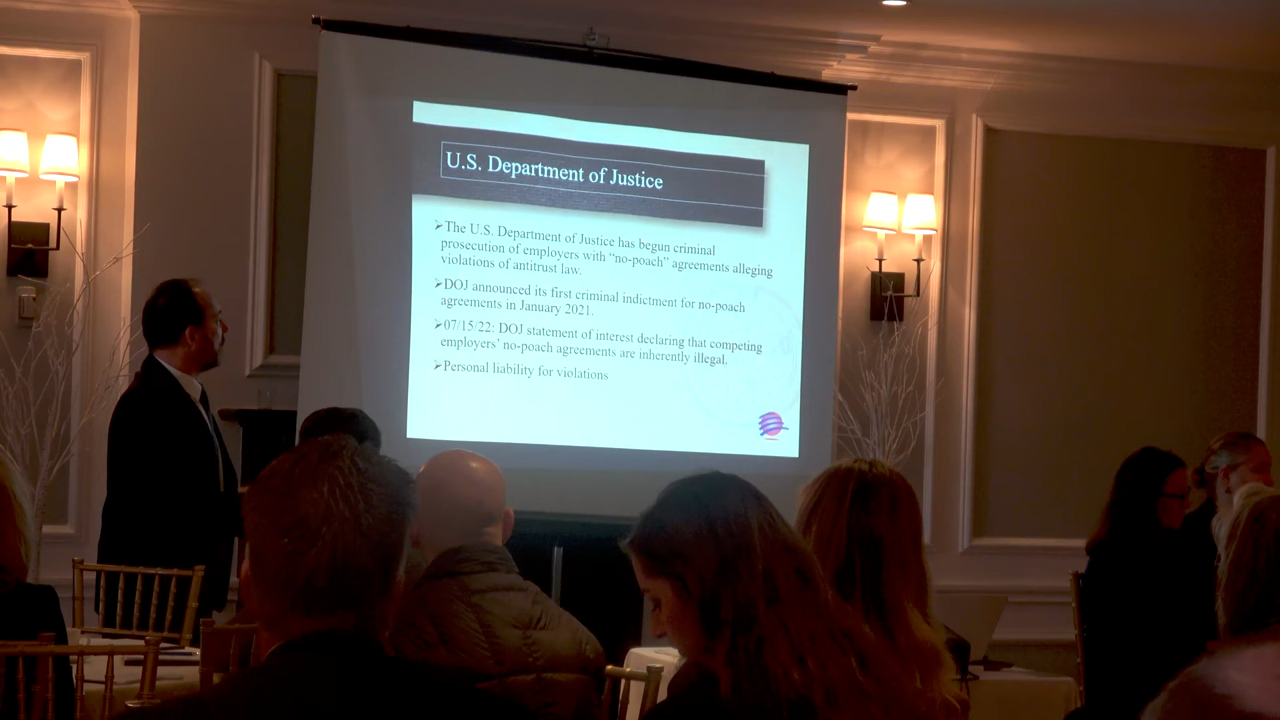 U.S. Department of Justice
➢The U.S. Department of Justice has begun criminal
prosecution of employers with “no-poach” agreements alleging
violations of antitrust law.
➢DOJ announced its first criminal indictment for no-poach
agreements in January 2021.
➢07/15/22: DOJ statement of interest declaring that competing
employers’ no-poach agreements are inherently illegal.
➢Personal liability for violations